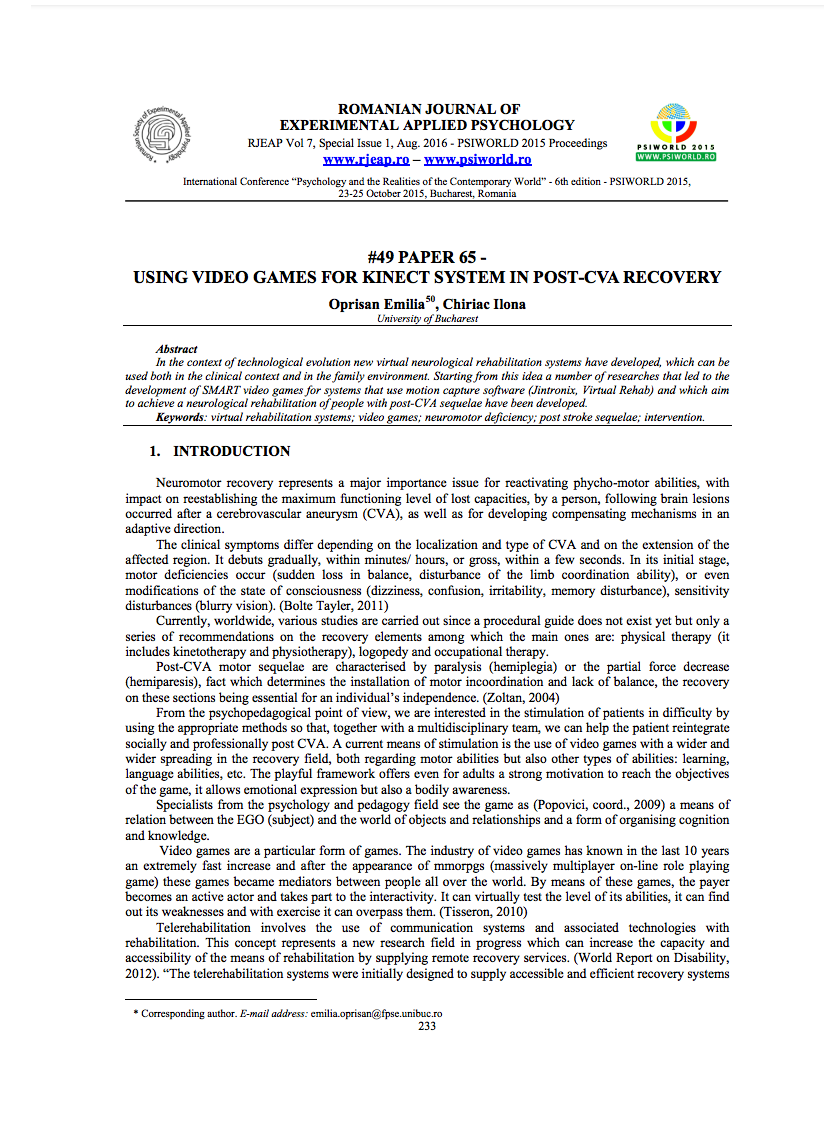 ROMANIAN JOURNAL OF
EXPERIMENTAL APPLIED PSYCHOLOGY
RJEAP Vol 7, Special Issue 1, Aug. 2016 - PSIWORLD 2015 Proceedings
www.rjeap.ro – www.psiworld.ro
Romanian Society of Experimental Applied Psychology
PSIWORLD 2015
WWW.PSIWORLD.RO
International Conference “Psychology and the Realities of the Contemporary World” - 6th edition - PSIWORLD 2015,
23-25 October 2015, Bucharest, Romania
#49 PAPER 65 -
USING VIDEO GAMES FOR KINECT SYSTEM IN POST-CVA RECOVERY
Oprisan Emilia50, Chiriac Ilona
University of Bucharest
Abstract
In the context of technological evolution new virtual neurological rehabilitation systems have developed, which can be
used both in the clinical context and in the family environment. Starting from this idea a number of researches that led to the
development of SMART video games for systems that use motion capture software (Jintronix, Virtual Rehab) and which aim
to achieve a neurological rehabilitation of people with post-CVA sequelae have been developed.
Keywords: virtual rehabilitation systems; video games; neuromotor deficiency; post stroke sequelae; intervention.
1. INTRODUCTION
Neuromotor recovery represents a major importance issue for reactivating phycho-motor abilities, with
impact on reestablishing the maximum functioning level of lost capacities, by a person, following brain lesions
occurred after a cerebrovascular aneurysm (CVA), as well as for developing compensating mechanisms in an
adaptive direction.
The clinical symptoms differ depending on the localization and type of CVA and on the extension of the
affected region. It debuts gradually, within minutes/ hours, or gross, within a few seconds. In its initial stage,
motor deficiencies occur (sudden loss in balance, disturbance of the limb coordination ability), or even
modifications of the state of consciousness (dizziness, confusion, irritability, memory disturbance), sensitivity
disturbances (blurry vision). (Bolte Tayler, 2011)
Currently, worldwide, various studies are carried out since a procedural guide does not exist yet but only a
series of recommendations on the recovery elements among which the main ones are: physical therapy (it
includes kinetotherapy and physiotherapy), logopedy and occupational therapy.
Post-CVA motor sequelae are characterised by paralysis (hemiplegia) or the partial force decrease
(hemiparesis), fact which determines the installation of motor incoordination and lack of balance, the recovery
on these sections being essential for an individual’s independence. (Zoltan, 2004)
From the psychopedagogical point of view, we are interested in the stimulation of patients in difficulty by
using the appropriate methods so that, together with a multidisciplinary team, we can help the patient reintegrate
socially and professionally post CVA. A current means of stimulation is the use of video games with a wider and
wider spreading in the recovery field, both regarding motor abilities but also other types of abilities: learning,
language abilities, etc. The playful framework offers even for adults a strong motivation to reach the objectives
of the game, it allows emotional expression but also a bodily awareness.
Specialists from the psychology and pedagogy field see the game as (Popovici, coord., 2009) a means of
relation between the EGO (subject) and the world of objects and relationships and a form of organising cognition
and knowledge.
Video games are a particular form of games. The industry of video games has known in the last 10 years
an extremely fast increase and after the appearance of mmorpgs (massively multiplayer on-line role playing
game) these games became mediators between people all over the world. By means of these games, the payer
becomes an active actor and takes part to the interactivity. It can virtually test the level of its abilities, it can find
out its weaknesses and with exercise it can overpass them. (Tisseron, 2010)
Telerehabilitation involves the use of communication systems and associated technologies with
rehabilitation. This concept represents a new research field in progress which can increase the capacity and
accessibility of the means of rehabilitation by supplying remote recovery services. (World Report on Disability,
2012). “The telerehabilitation systems were initially designed to supply accessible and efficient recovery systems
* Corresponding author. E-mail address: emilia.oprisan@fpse.unibuc.ro
233